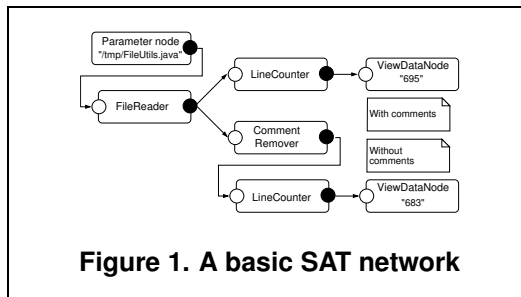 Parameter node
"/tmp/FileUtils.java"
FileReader
LineCounter
ViewDataNode
"695"
With comments
Comment
Remover
Without
comments
LineCounter
ViewDataNode
"683"
Figure 1. A basic SAT network